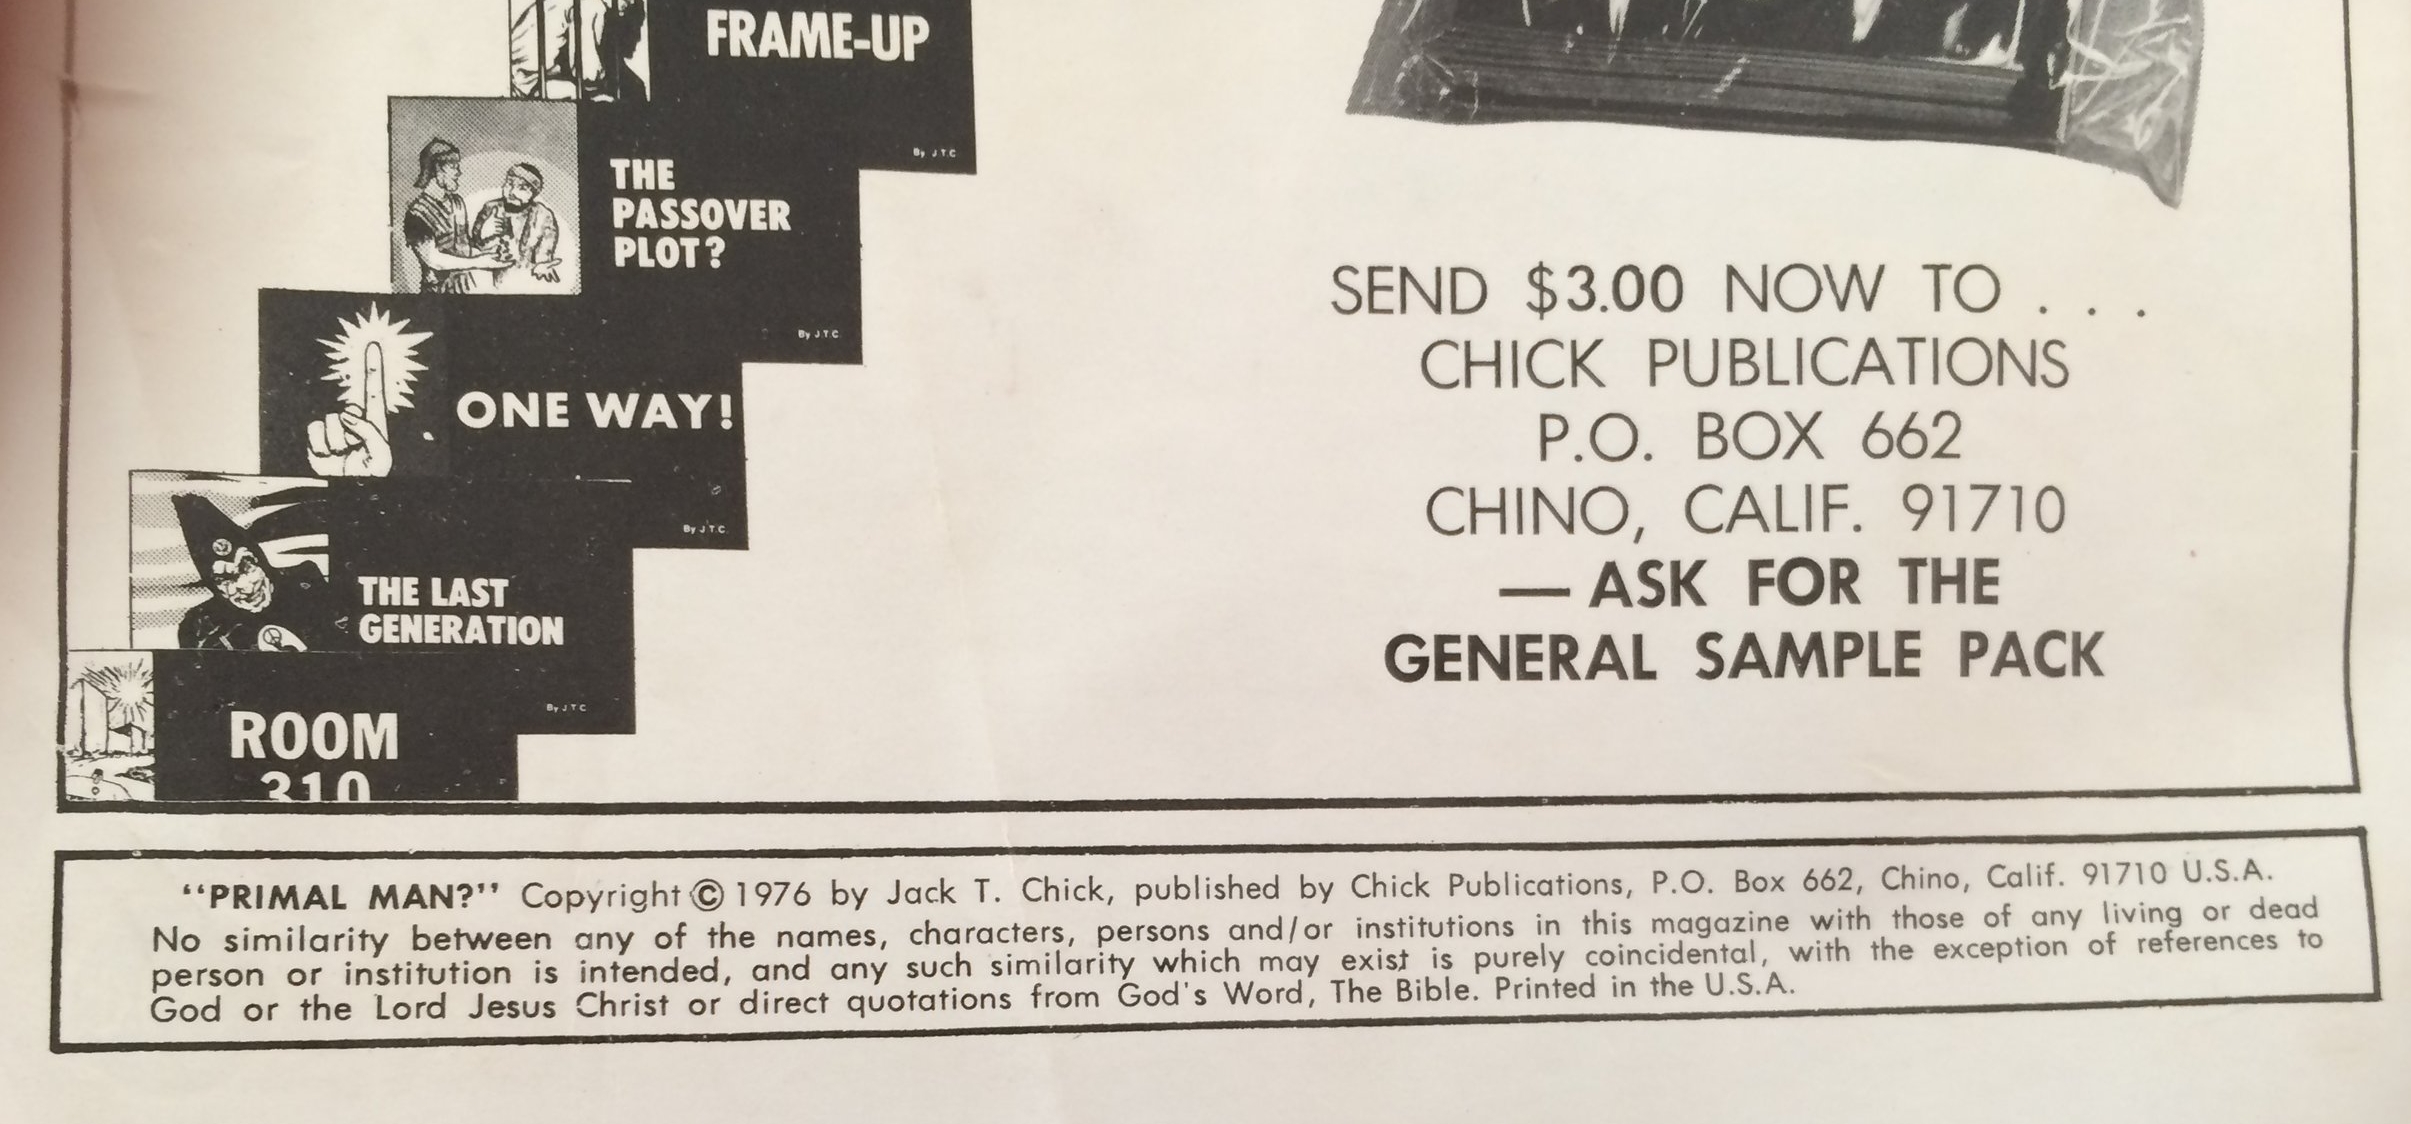 FRAME-UP
By J.T.C
THE
PASSOVER
PLOT?
By J.T.C.
ONE WAY!
By J.T.C.
THE LAST
GENERATION
By J.T.C
ROOM
310
SEND $3.00 NOW TO . . .
CHICK PUBLICATIONS
P.O. BOX 662
CHINO, CALIF. 91710
— ASK FOR THE
GENERAL SAMPLE PACK
"PRIMAL MAN?" Copyright © 1976 by Jack T. Chick, published by Chick Publications, P.O. Box 662, Chino, Calif. 91710 U.S.A.
No similarity between any of the names, characters, persons and/or institutions in this magazine with those of any living or dead
person or institution is intended, and any such similarity which may exist is purely coincidental, with the exception of references to
God or the Lord Jesus Christ or direct quotations from God's Word, The Bible. Printed in the U.S.A.